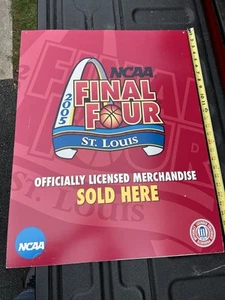 NCAA
FINAL
FOUR
2005
ST. LOUIS
OFFICIALLY LICENSED MERCHANDISE
SOLD HERE
NCAA